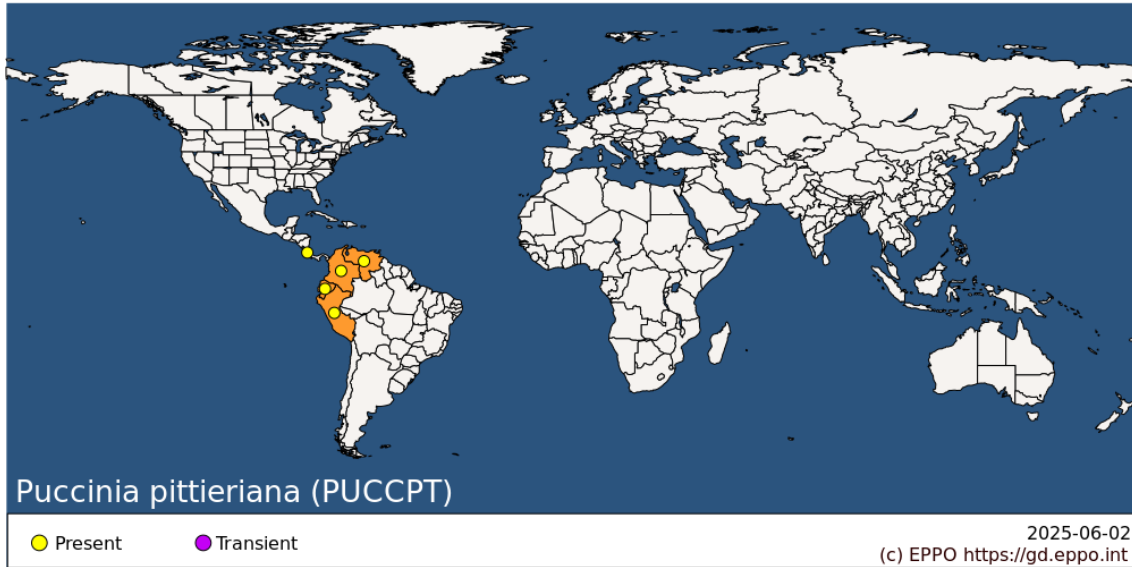 Puccinia pittieriana (PUCCPT)
Present
Transient
2025-06-02
(c) EPPO https://gd.eppo.int